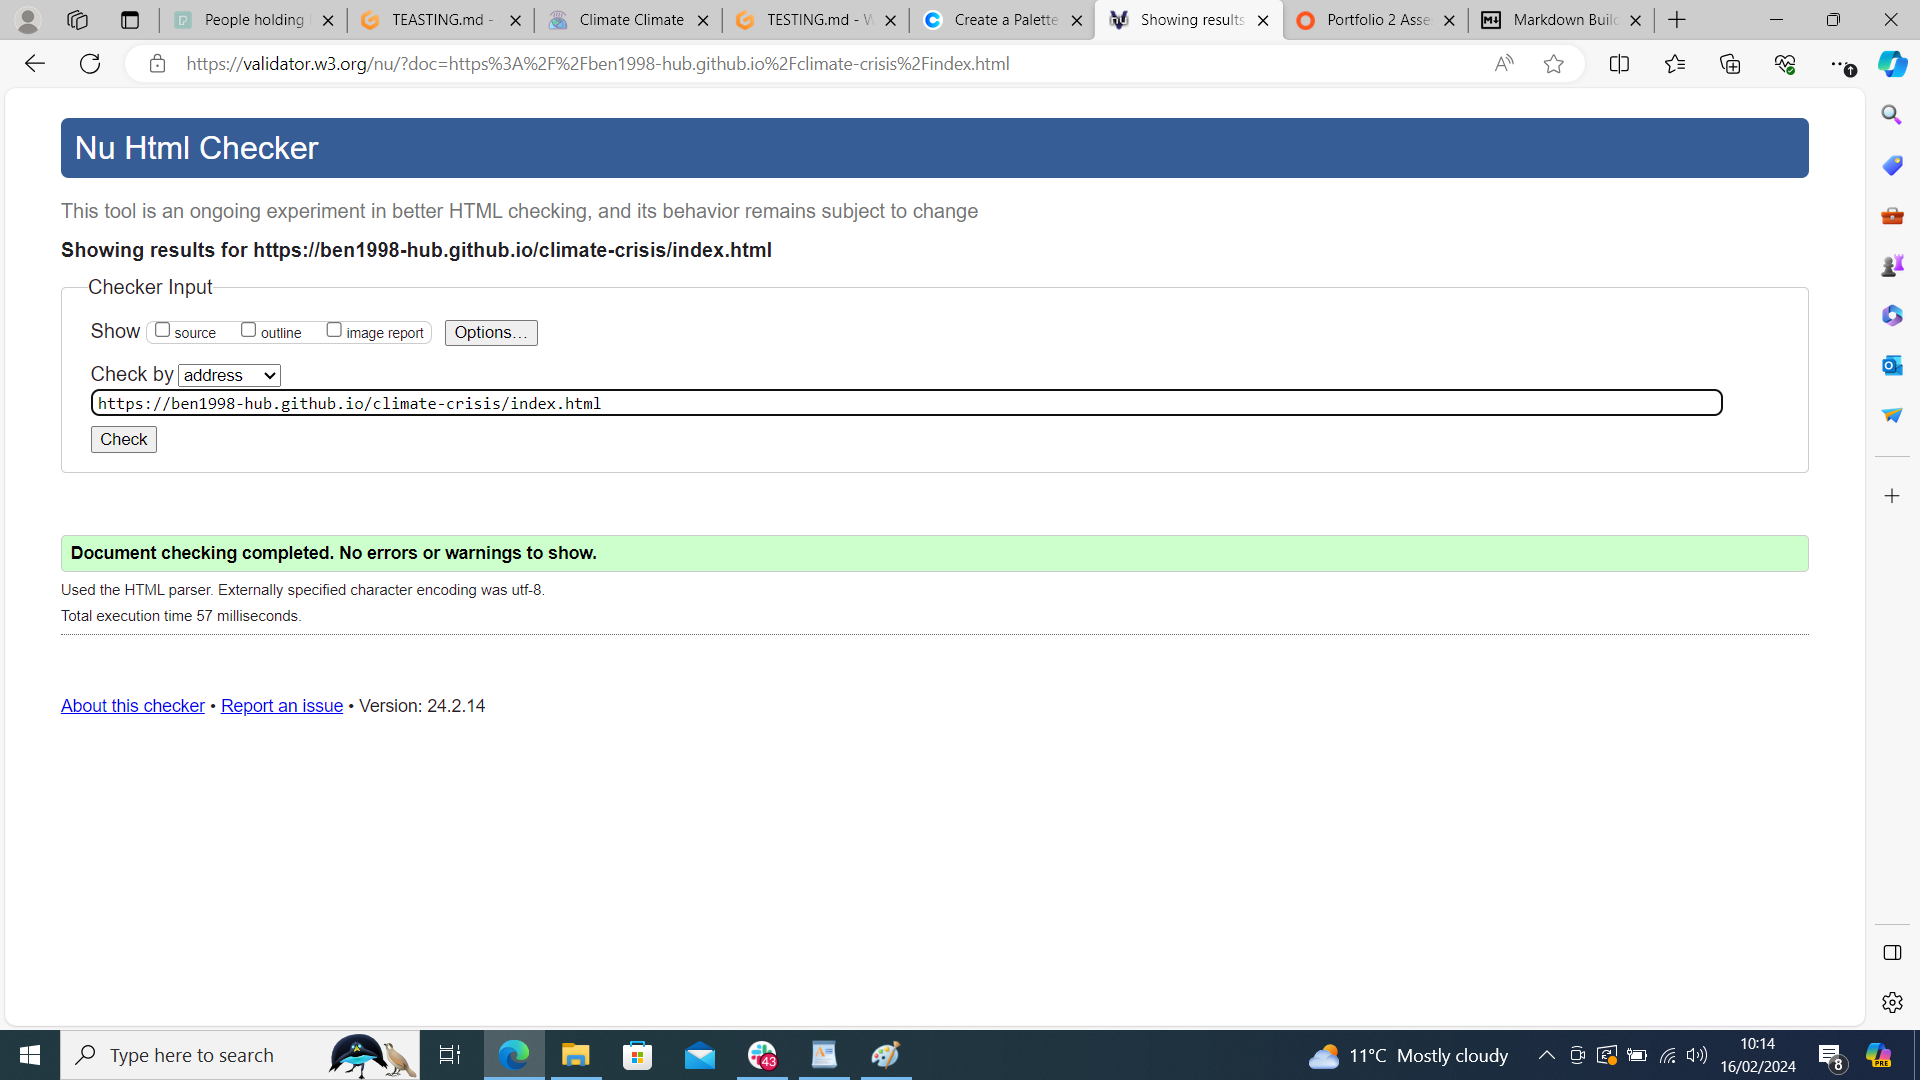 People holding
TEASTING.md -
Climate Climate
TESTING.md - W
Create a Palette
Showing results
Portfolio 2 Asse
Markdown Builc
https://validator.w3.org/nu/?doc=https%3A%2F%2Fben1998-hub.github.io%2Fclimate-crisis%2Findex.html
Nu Html Checker
This tool is an ongoing experiment in better HTML checking, and its behavior remains subject to change
Showing results for https://ben1998-hub.github.io/climate-crisis/index.html
Checker Input
Show source outline image report Options...
Check by address
https://ben1998-hub.github.io/climate-crisis/index.html
Check
Document checking completed. No errors or warnings to show.
Used the HTML parser. Externally specified character encoding was utf-8.
Total execution time 57 milliseconds.
About this checker • Report an issue • Version: 24.2.14
Type here to search
43
11°C Mostly cloudy
10:14
16/02/2024
8
PRE